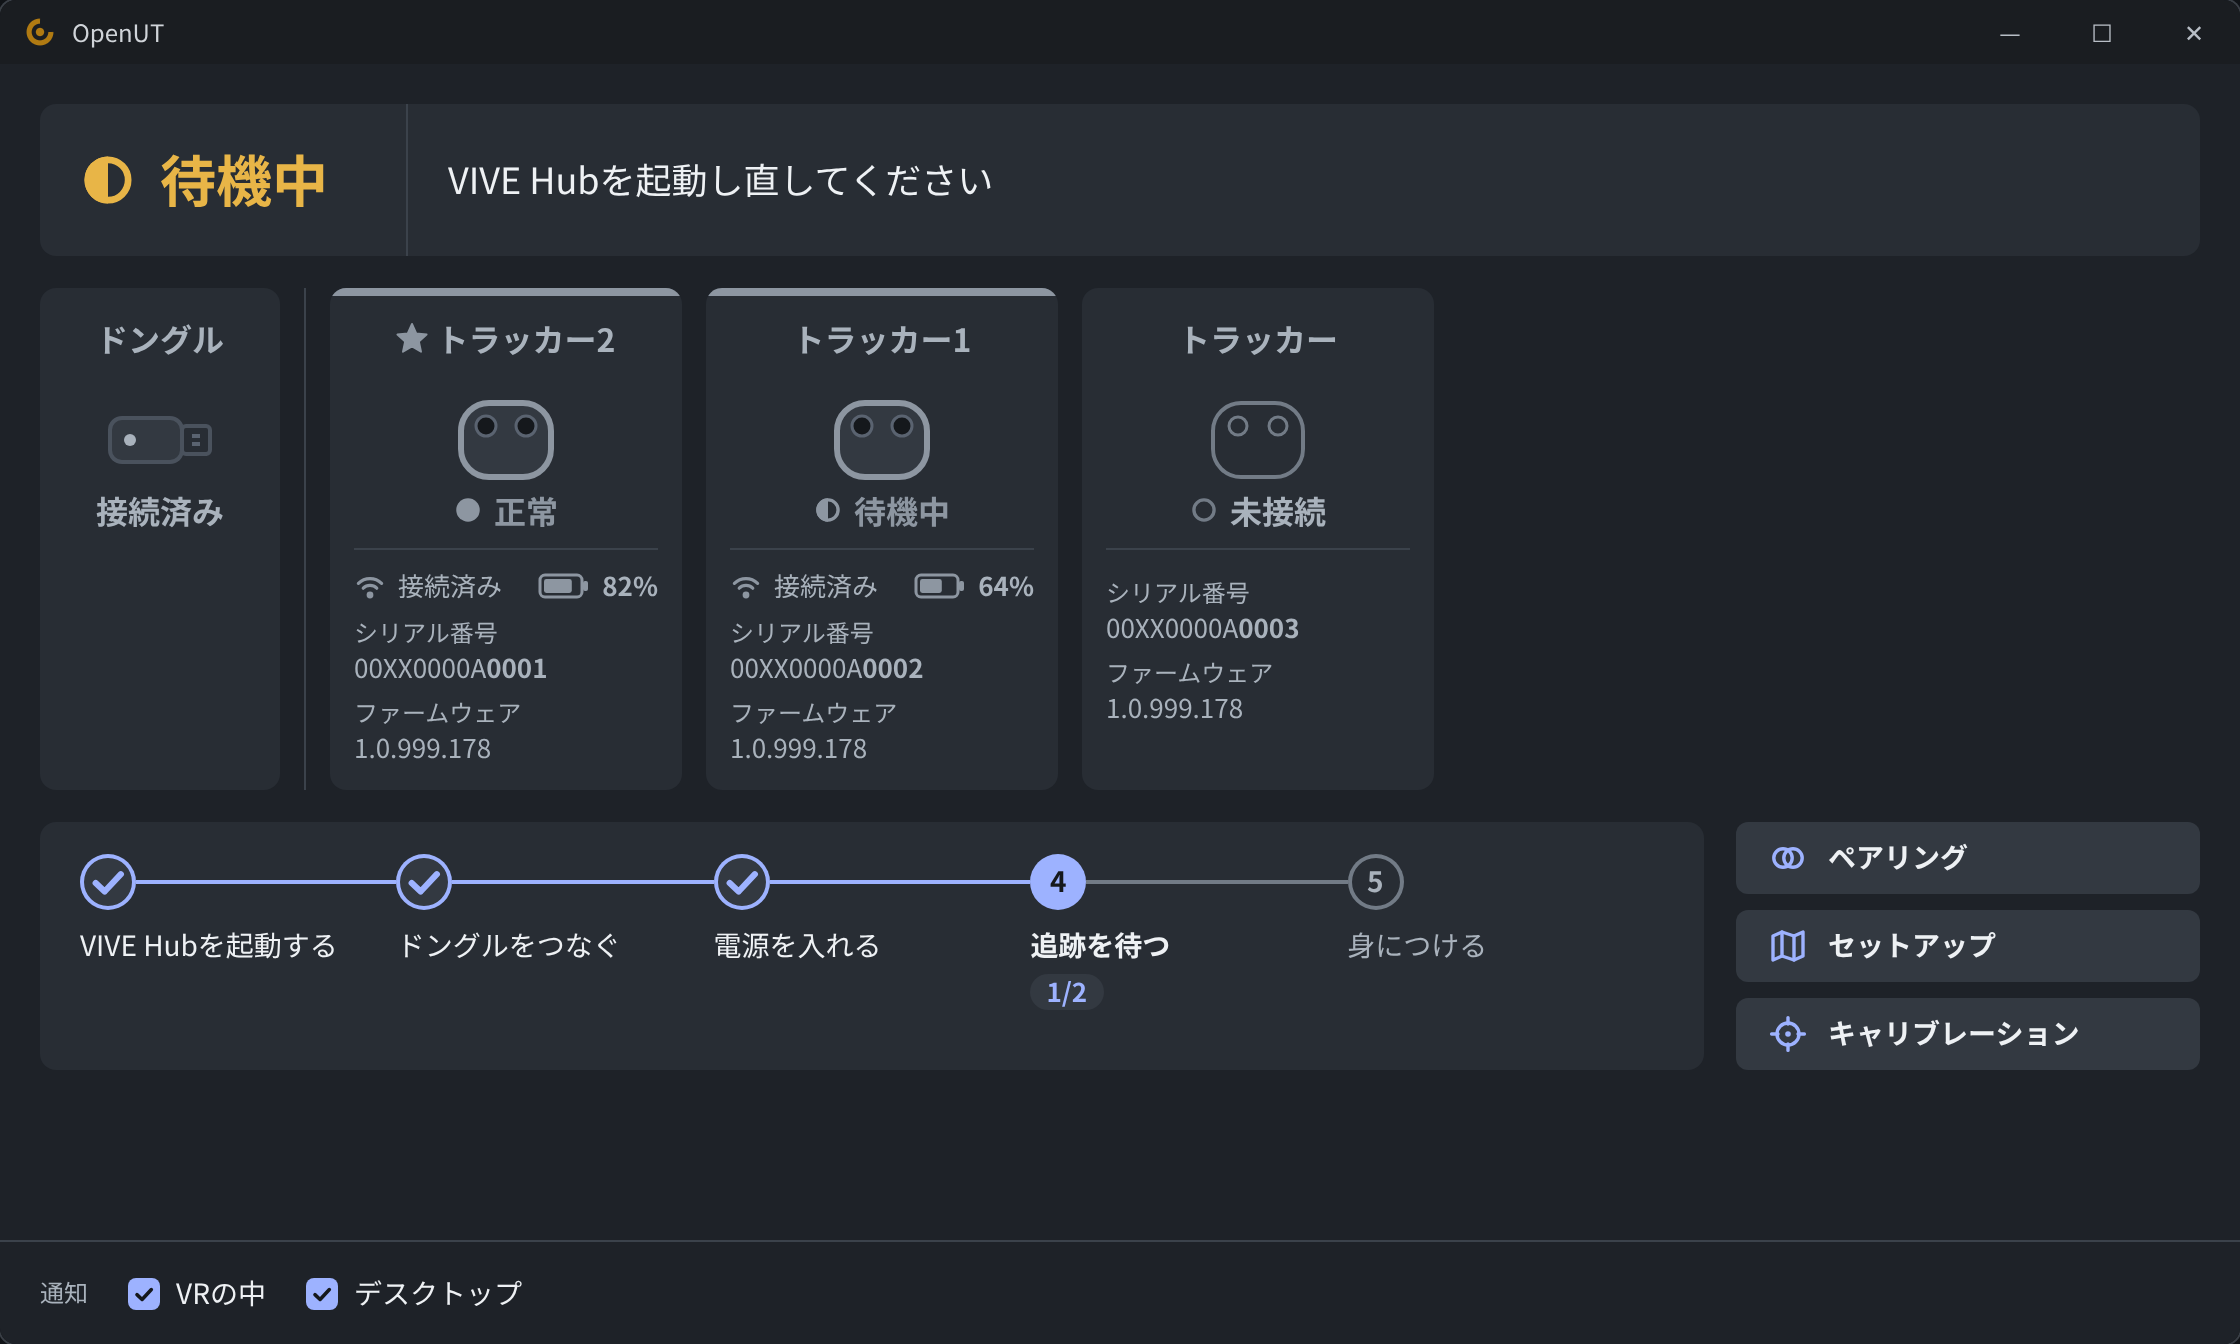 OpenUT
待機中
VIVE Hubを起動し直してください
ドングル
接続済み
トラッカー2
正常
接続済み 82%
シリアル番号
00XX0000A0001
ファームウェア
1.0.999.178
トラッカー1
待機中
接続済み 64%
シリアル番号
00XX0000A0002
ファームウェア
1.0.999.178
トラッカー
未接続
シリアル番号
00XX0000A0003
ファームウェア
1.0.999.178
VIVE Hubを起動する
ドングルをつなぐ
電源を入れる
4
追跡を待つ
1/2
5
身につける
ペアリング
セットアップ
キャリブレーション
通知 VRの中 デスクトップ